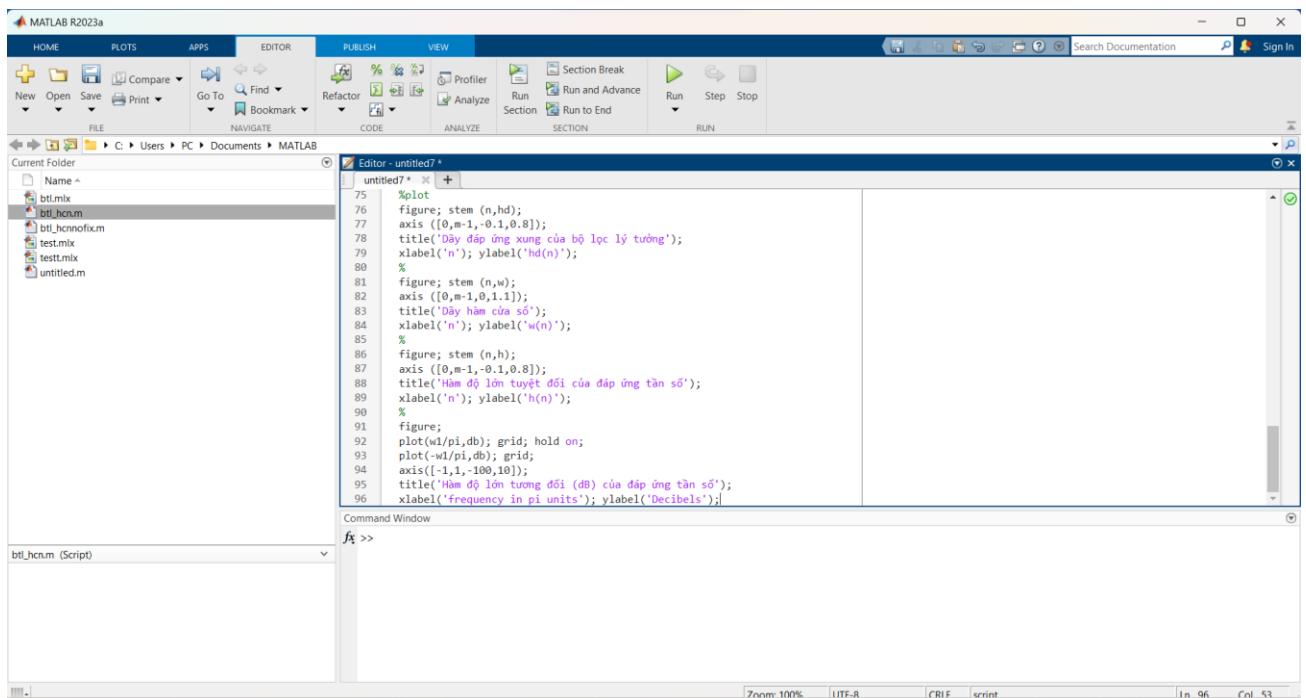 MATLAB R2023a
HOME PLOTS APPS EDITOR PUBLISH VIEW Search Documentation Sign In
New Open Save Compare Print Go To Find Bookmark Refactor Profiler Analyze Run Section Section Break Run and Advance Run to End Run Step Stop
FILE NAVIGATE CODE ANALYZE SECTION RUN
C: Users PC Documents MATLAB
Current Folder
Name
btl.mlx
btl_hcn.m
btl_hcnnofix.m
test.mlx
testt.mlx
untitled.m
btl_hcn.m (Script)
Editor - untitled7 *
untitled7 * +
75 %plot
76 figure; stem (n,hd);
77 axis ([0,m-1,-0.1,0.8]);
78 title('Dãy đáp ứng xung của bộ lọc lý tưởng');
79 xlabel('n'); ylabel('hd(n)');
80 %
81 figure; stem (n,w);
82 axis ([0,m-1,0,1.1]);
83 title('Dãy hàm cửa sổ');
84 xlabel('n'); ylabel('w(n)');
85 %
86 figure; stem (n,h);
87 axis ([0,m-1,-0.1,0.8]);
88 title('Hàm độ lớn tuyệt đối của đáp ứng tần số');
89 xlabel('n'); ylabel('h(n)');
90 %
91 figure;
92 plot(w1/pi,db); grid; hold on;
93 plot(-w1/pi,db); grid;
94 axis([-1,1,-100,10]);
95 title('Hàm độ lớn tương đối (dB) của đáp ứng tần số');
96 xlabel('frequency in pi units'); ylabel('Decibels');
Command Window
fx >>
Zoom: 100% UTF-8 CRLF script Ln 96 Col 53